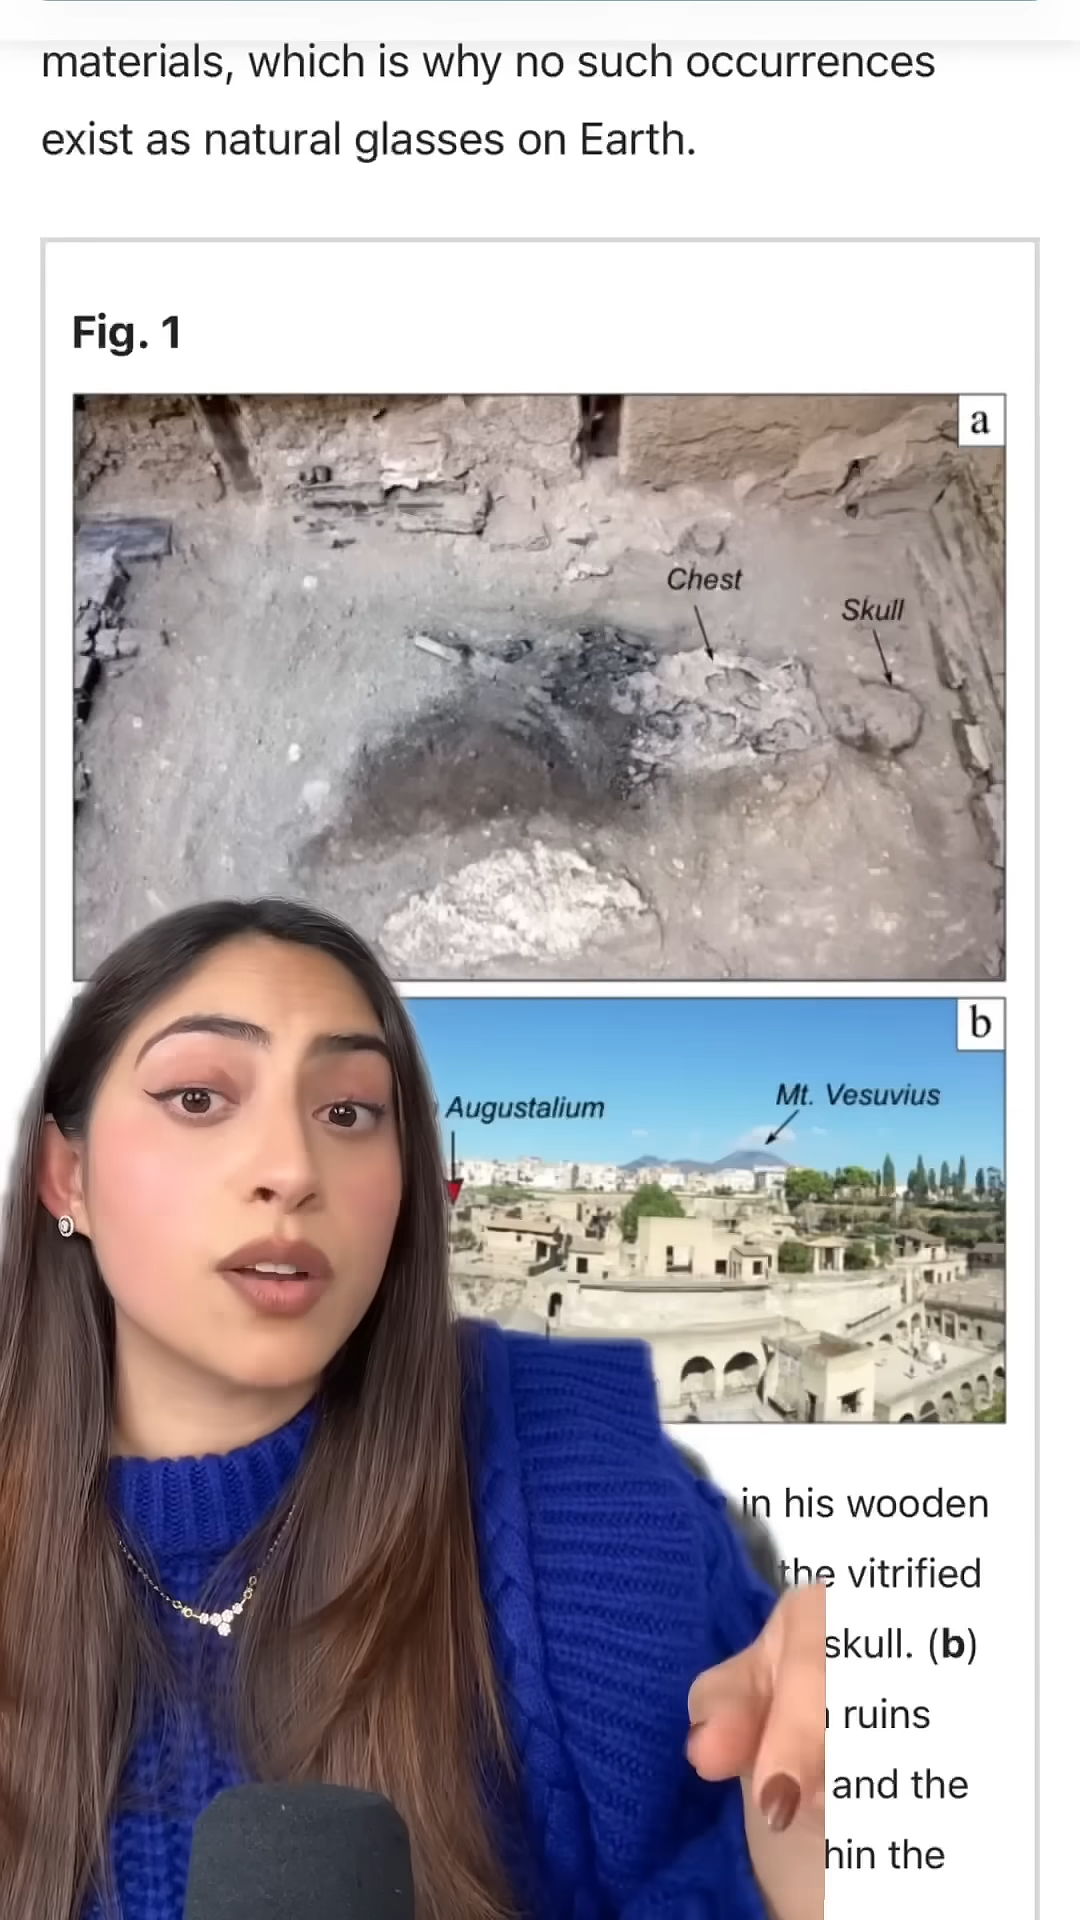 materials, which is why no such occurrences
exist as natural glasses on Earth.
Fig. 1
a
Chest
Skull
b
Augustalium
Mt. Vesuvius
in his wooden
the vitrified
skull. (b)
ruins
and the
the